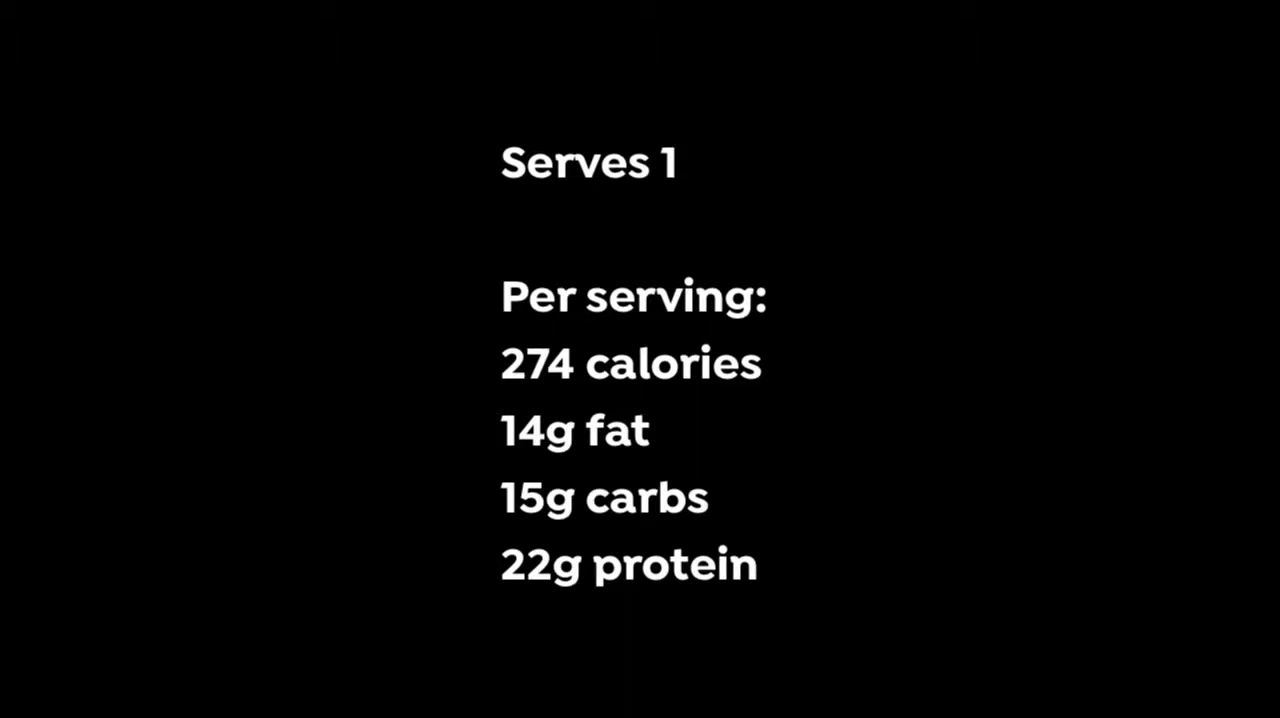 Serves 1
Per serving:
274 calories
14g fat
15g carbs
22g protein